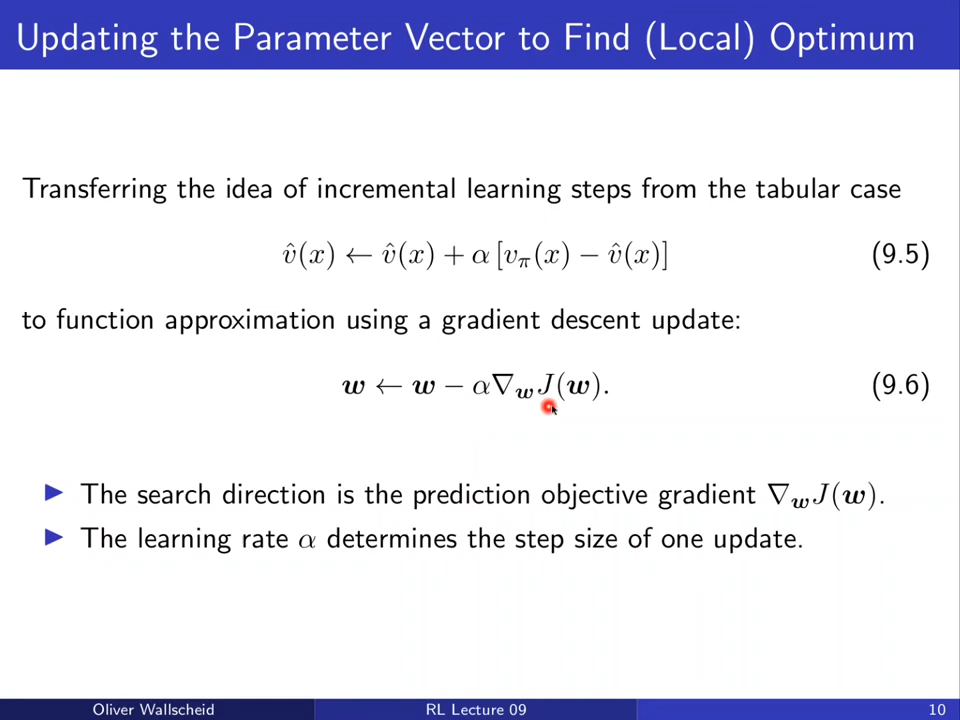 Updating the Parameter Vector to Find (Local) Optimum
Transferring the idea of incremental learning steps from the tabular case
v̂(x) ← v̂(x) + α [vπ(x) − v̂(x)] (9.5)
to function approximation using a gradient descent update:
w ← w − α∇wJ(w). (9.6)
▶ The search direction is the prediction objective gradient ∇wJ(w).
▶ The learning rate α determines the step size of one update.
Oliver Wallscheid RL Lecture 09 10